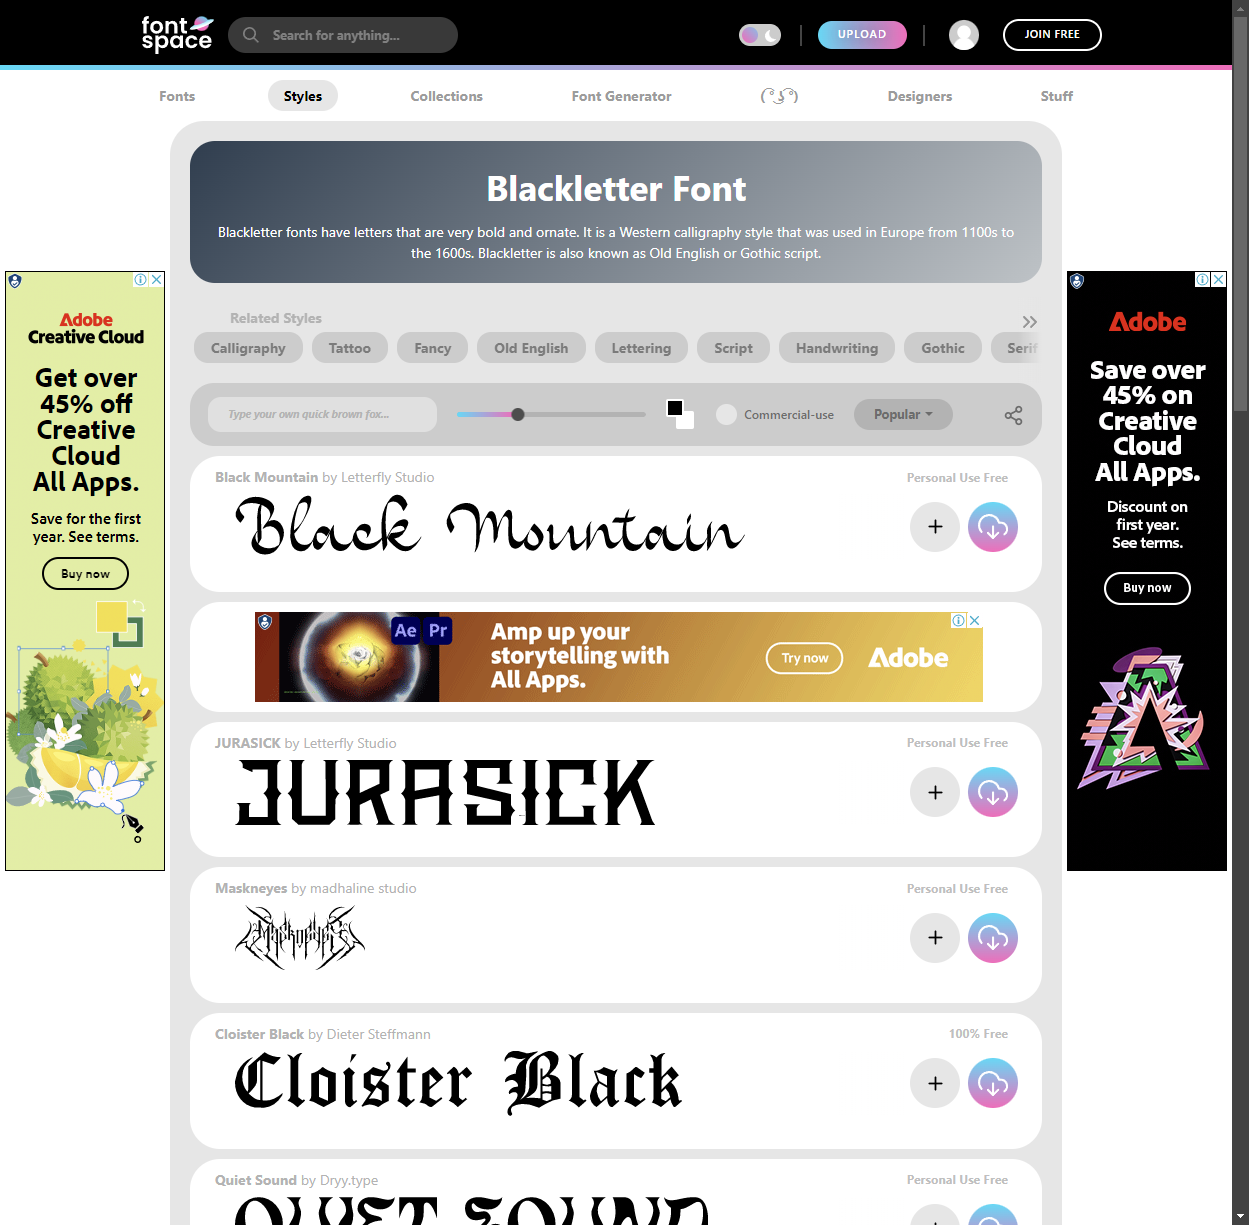 font space
Search for anything...
UPLOAD
JOIN FREE
Fonts
Styles
Collections
Font Generator
( ͡° ͜ʖ ͡°)
Designers
Stuff
Blackletter Font
Blackletter fonts have letters that are very bold and ornate. It is a Western calligraphy style that was used in Europe from 1100s to
the 1600s. Blackletter is also known as Old English or Gothic script.
Related Styles
Calligraphy
Tattoo
Fancy
Old English
Lettering
Script
Handwriting
Gothic
Serif
Type your own quick brown fox...
Commercial-use
Popular
Black Mountain by Letterfly Studio
Personal Use Free
Black Mountain
Ae Pr
Amp up your
storytelling with
All Apps.
Try now
Adobe
JURASICK by Letterfly Studio
Personal Use Free
JURASICK
Maskneyes by madhaline studio
Personal Use Free
Maskneyes
Cloister Black by Dieter Steffmann
100% Free
Cloister Black
Quiet Sound by Dryy.type
Personal Use Free
QUIET SOUND
Adobe
Creative Cloud
Get over
45% off
Creative
Cloud
All Apps.
Save for the first
year. See terms.
Buy now
Adobe
Save over
45% on
Creative
Cloud
All Apps.
Discount on
first year.
See terms.
Buy now